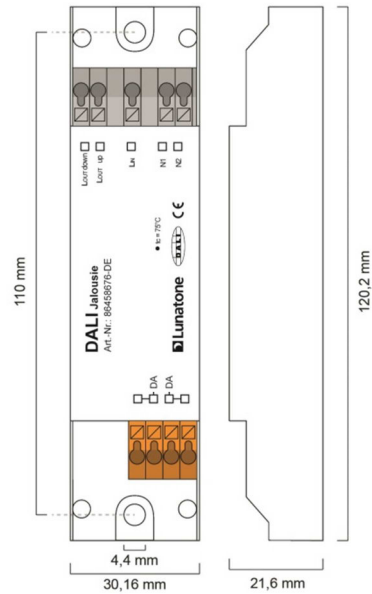 LOUT down
LOUT up
LIN
N1
N2
tc = 75°C
DALI
CE
DALI Jalousie
Art.-Nr.: 86458676-DE
Lunatone
DA
DA
110 mm
120,2 mm
4,4 mm
30,16 mm
21,6 mm